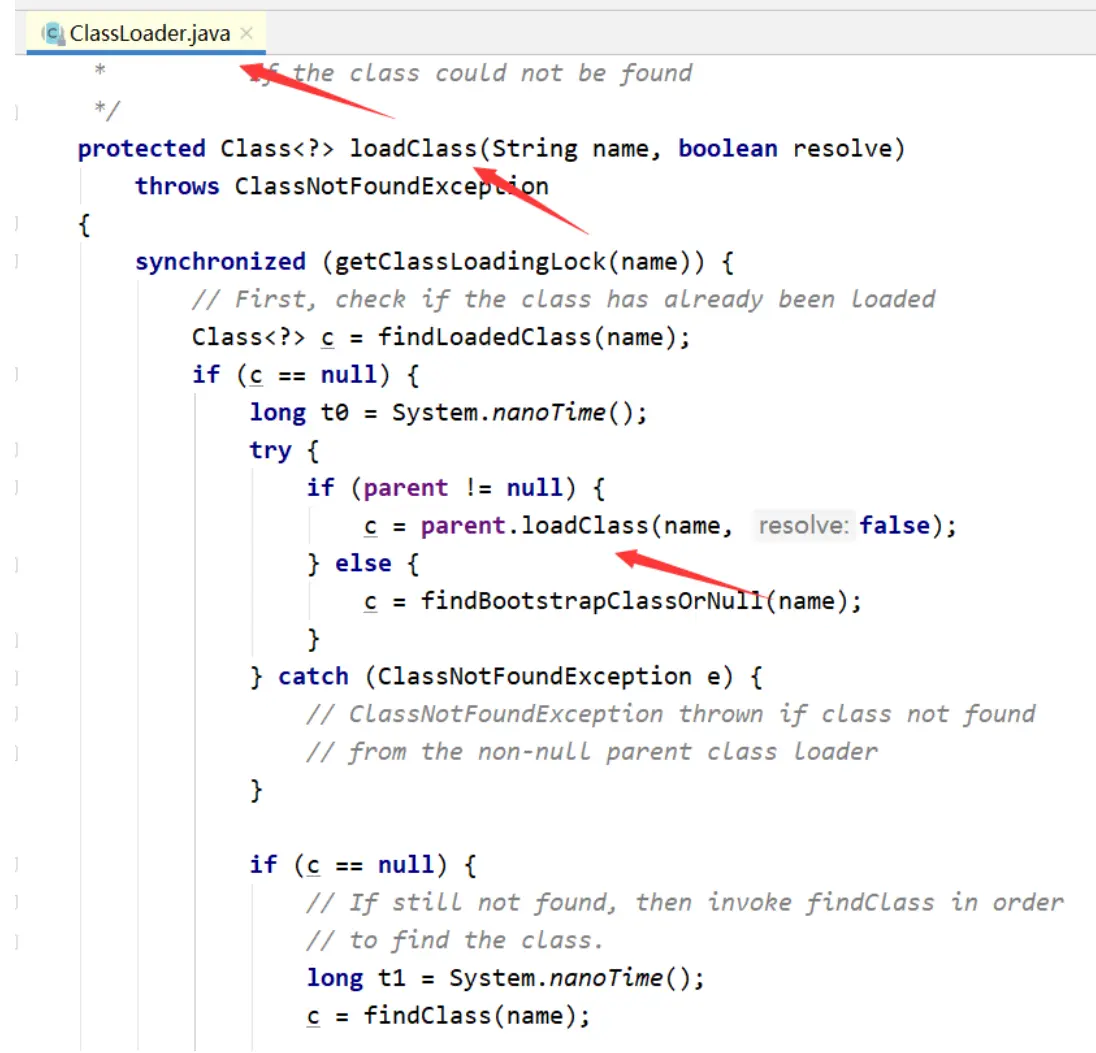 ClassLoader.java
* If the class could not be found
*/
protected Class<?> loadClass(String name, boolean resolve)
throws ClassNotFoundException
{
synchronized (getClassLoadingLock(name)) {
// First, check if the class has already been loaded
Class<?> c = findLoadedClass(name);
if (c == null) {
long t0 = System.nanoTime();
try {
if (parent != null) {
c = parent.loadClass(name, resolve: false);
} else {
c = findBootstrapClassOrNull(name);
}
} catch (ClassNotFoundException e) {
// ClassNotFoundException thrown if class not found
// from the non-null parent class loader
}
if (c == null) {
// If still not found, then invoke findClass in order
// to find the class.
long t1 = System.nanoTime();
c = findClass(name);